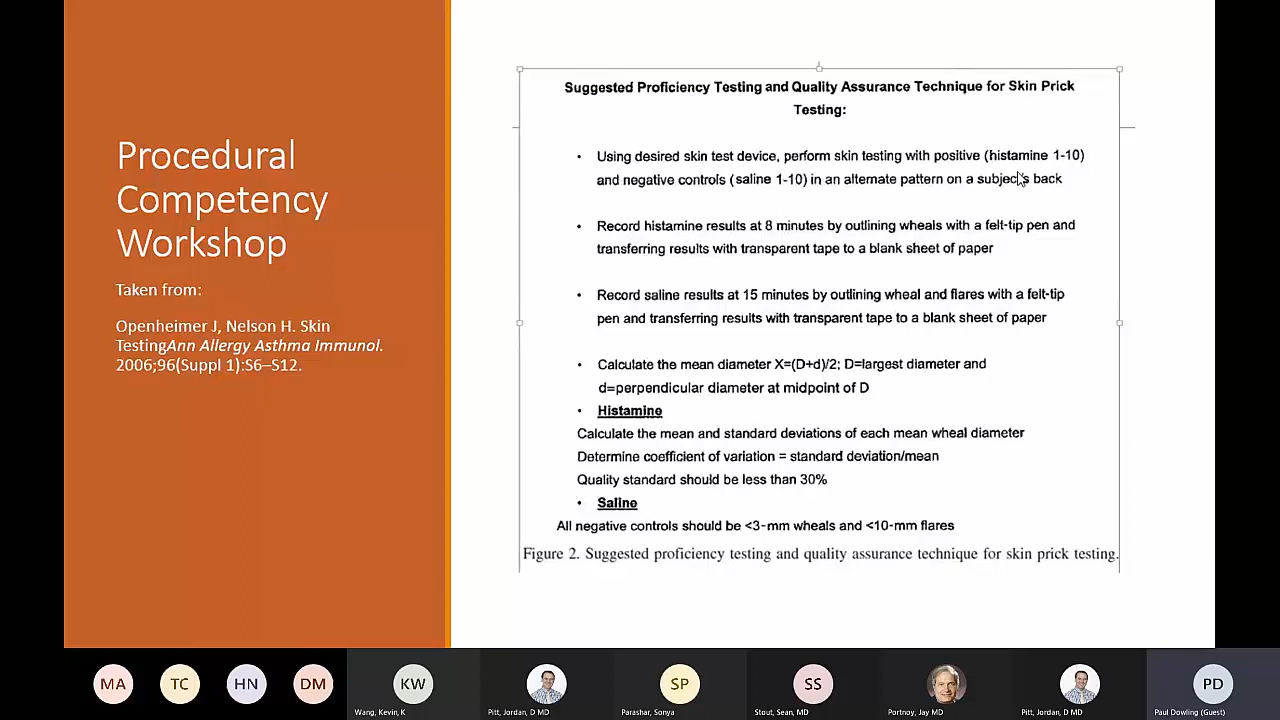 Procedural
Competency
Workshop
Taken from:
Openheimer J, Nelson H. Skin
TestingAnn Allergy Asthma Immunol.
2006;96(Suppl 1):S6–S12.
Suggested Proficiency Testing and Quality Assurance Technique for Skin Prick
Testing:
• Using desired skin test device, perform skin testing with positive (histamine 1-10)
and negative controls (saline 1-10) in an alternate pattern on a subject's back
• Record histamine results at 8 minutes by outlining wheals with a felt-tip pen and
transferring results with transparent tape to a blank sheet of paper
• Record saline results at 15 minutes by outlining wheal and flares with a felt-tip
pen and transferring results with transparent tape to a blank sheet of paper
• Calculate the mean diameter X=(D+d)/2; D=largest diameter and
d=perpendicular diameter at midpoint of D
• Histamine
Calculate the mean and standard deviations of each mean wheal diameter
Determine coefficient of variation = standard deviation/mean
Quality standard should be less than 30%
• Saline
All negative controls should be <3-mm wheals and <10-mm flares
Figure 2. Suggested proficiency testing and quality assurance technique for skin prick testing.
MA TC HN DM KW SP SS PD
Wang, Kevin, K Pitt, Jordan, D MD Parashar, Sonya Stout, Sean, MD Portnoy, Jay MD Pitt, Jordan, D MD Paul Dowling (Guest)